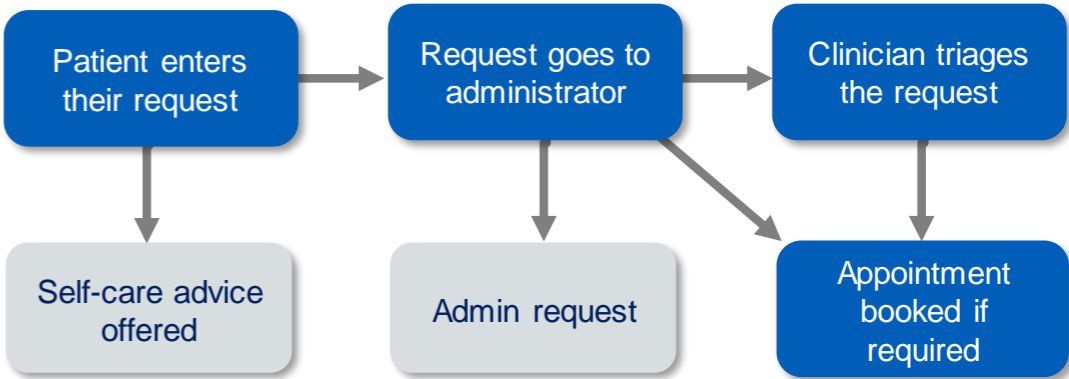 Patient enters
their request
Request goes to
administrator
Clinician triages
the request
Self-care advice
offered
Admin request
Appointment
booked if
required